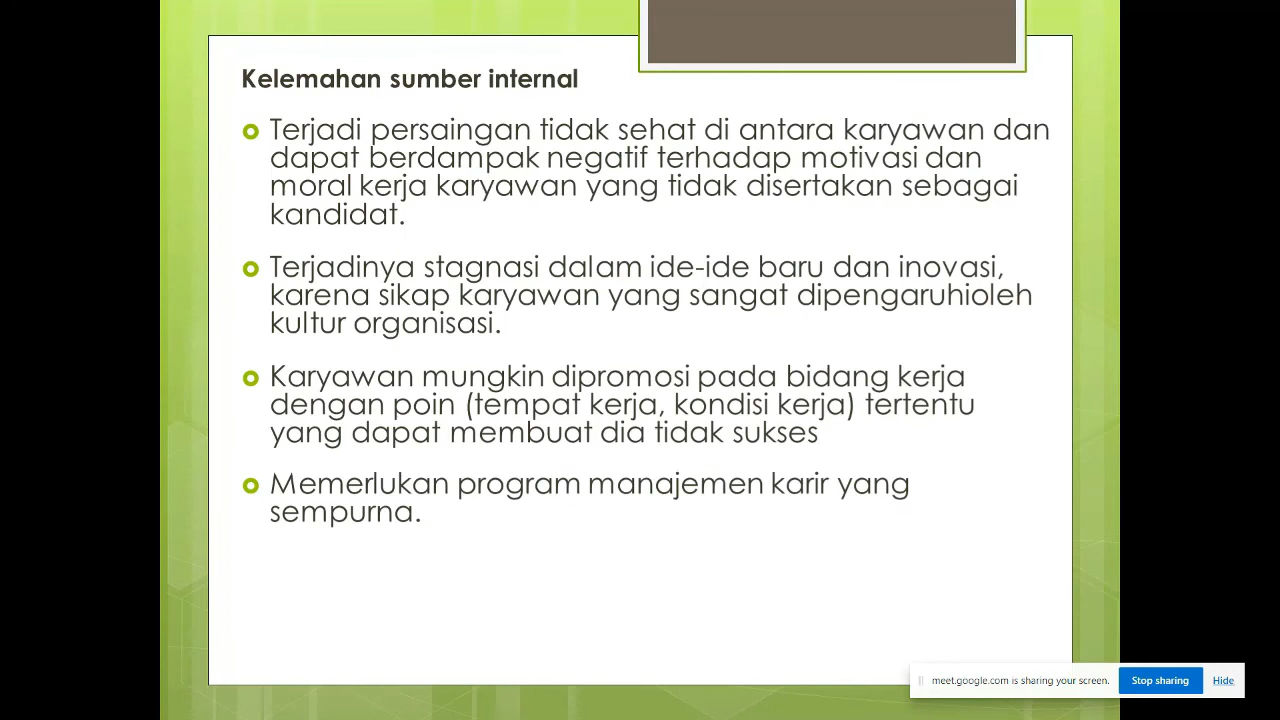 Kelemahan sumber internal
Terjadi persaingan tidak sehat di antara karyawan dan
dapat berdampak negatif terhadap motivasi dan
moral kerja karyawan yang tidak disertakan sebagai
kandidat.
Terjadinya stagnasi dalam ide-ide baru dan inovasi,
karena sikap karyawan yang sangat dipengaruhioleh
kultur organisasi.
Karyawan mungkin dipromosi pada bidang kerja
dengan poin (tempat kerja, kondisi kerja) tertentu
yang dapat membuat dia tidak sukses
Memerlukan program manajemen karir yang
sempurna.
meet.google.com is sharing your screen. Stop sharing Hide